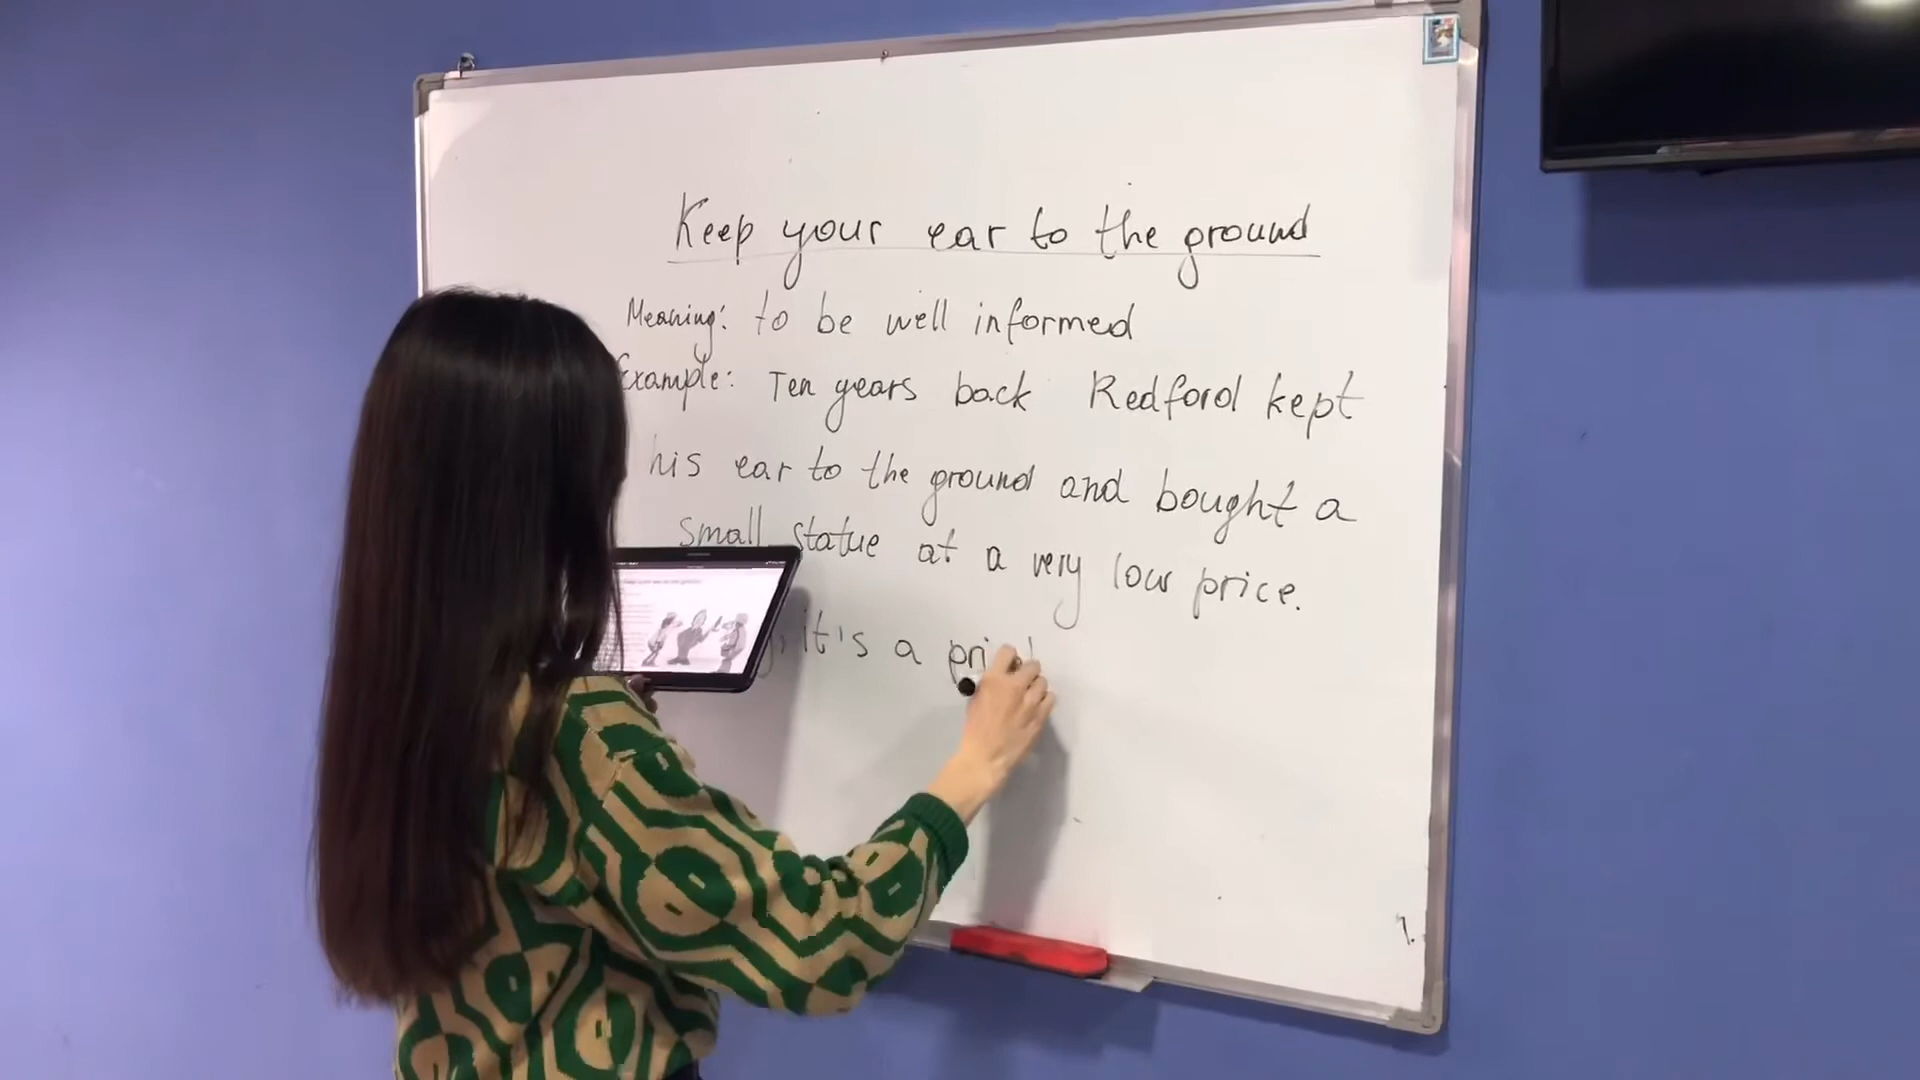 Keep your ear to the ground
Meaning: to be well informed
Example: Ten years back Redford kept
his ear to the ground and bought a
small statue at a very low price.
it's a